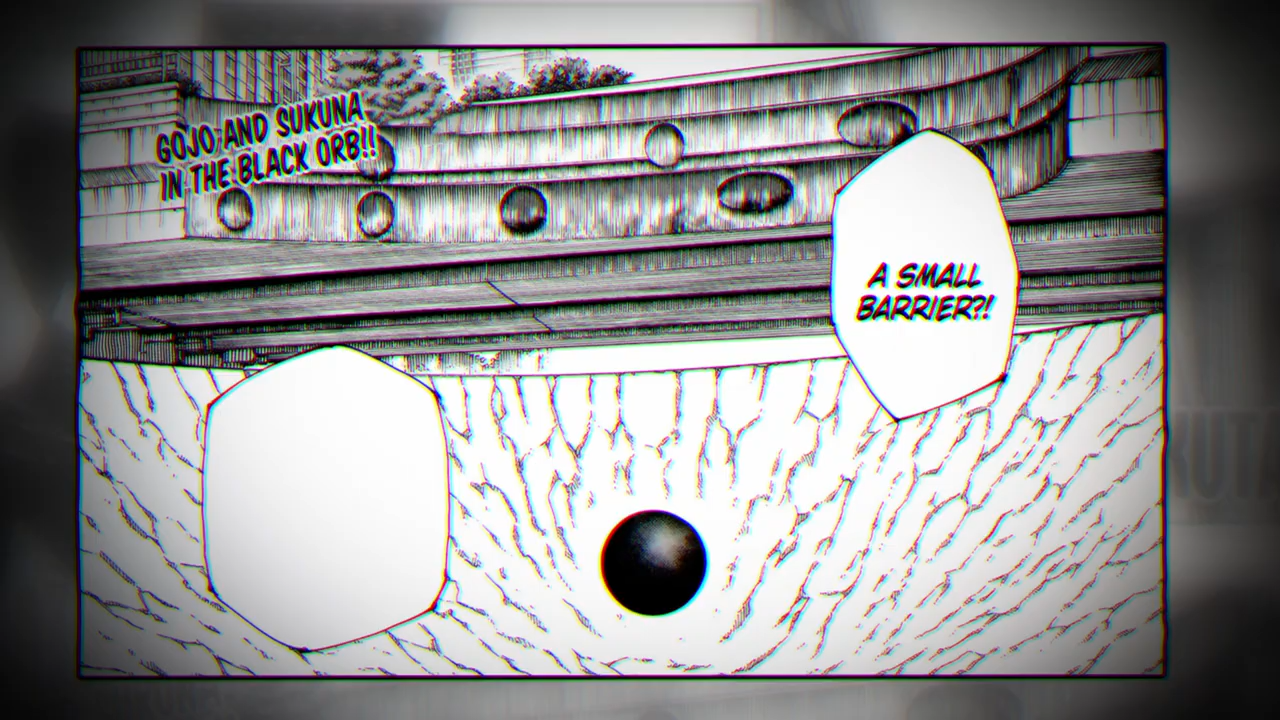 GOJO AND SUKUNA
IN THE BLACK ORB!!
A SMALL
BARRIER?!